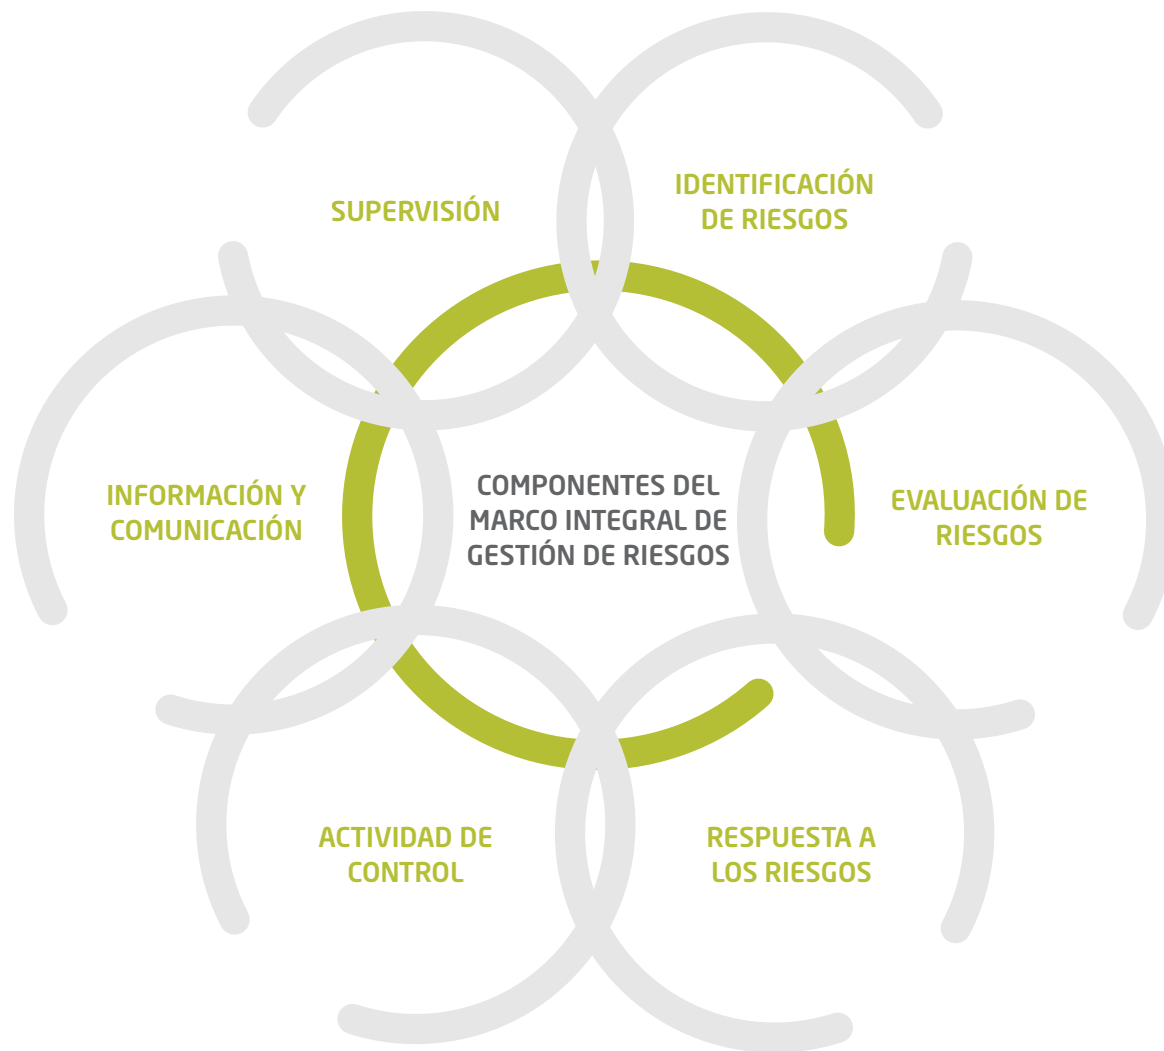 SUPERVISIÓN
IDENTIFICACIÓN
DE RIESGOS
INFORMACIÓN Y
COMUNICACIÓN
COMPONENTES DEL
MARCO INTEGRAL DE
GESTIÓN DE RIESGOS
EVALUACIÓN DE
RIESGOS
ACTIVIDAD DE
CONTROL
RESPUESTA A
LOS RIESGOS